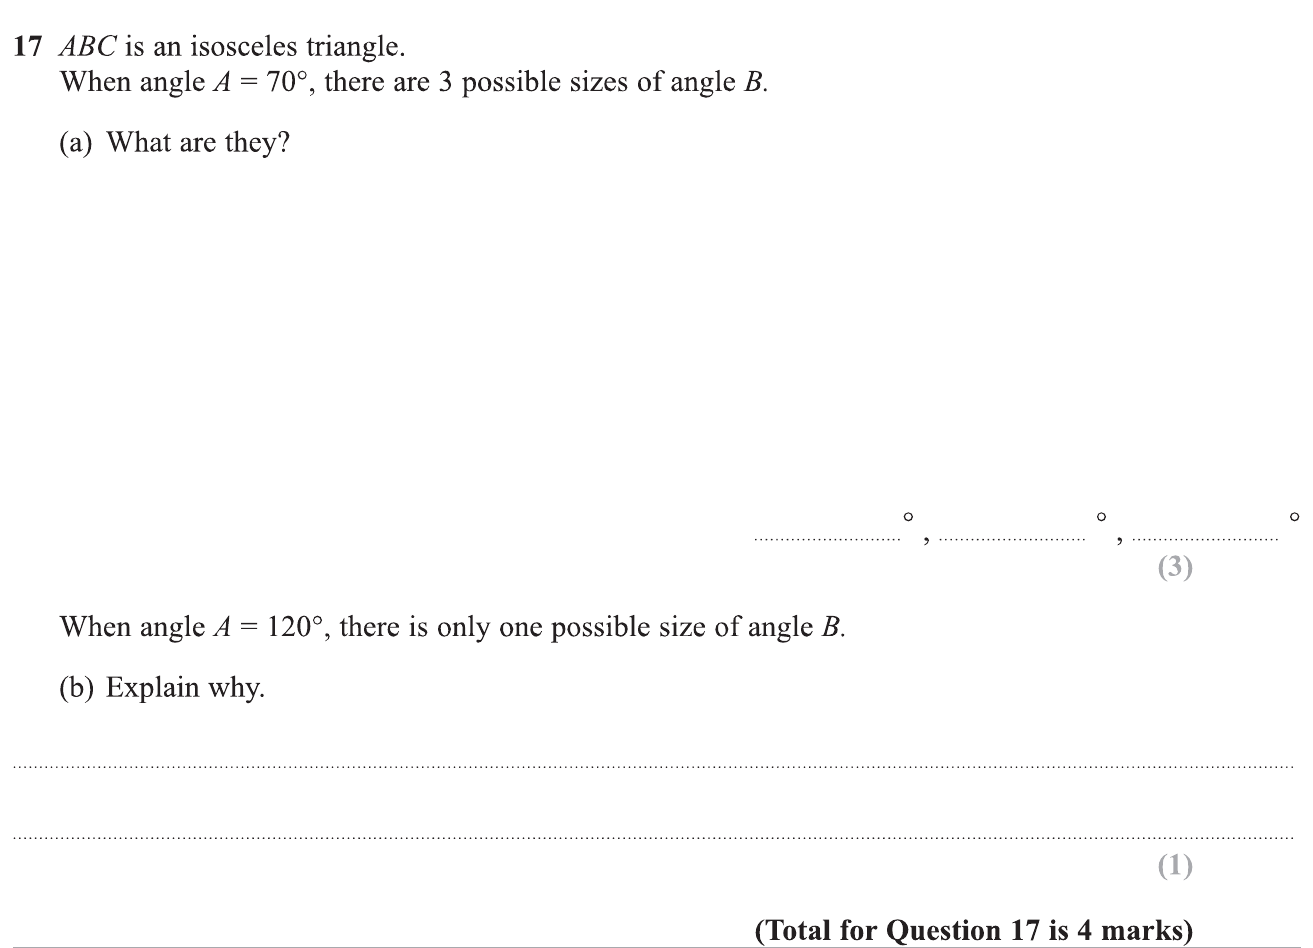 17 ABC is an isosceles triangle.
When angle A = 70°, there are 3 possible sizes of angle B.
(a) What are they?
..............................° , ..............................° , ..............................°
(3)
When angle A = 120°, there is only one possible size of angle B.
(b) Explain why.
(1)
(Total for Question 17 is 4 marks)